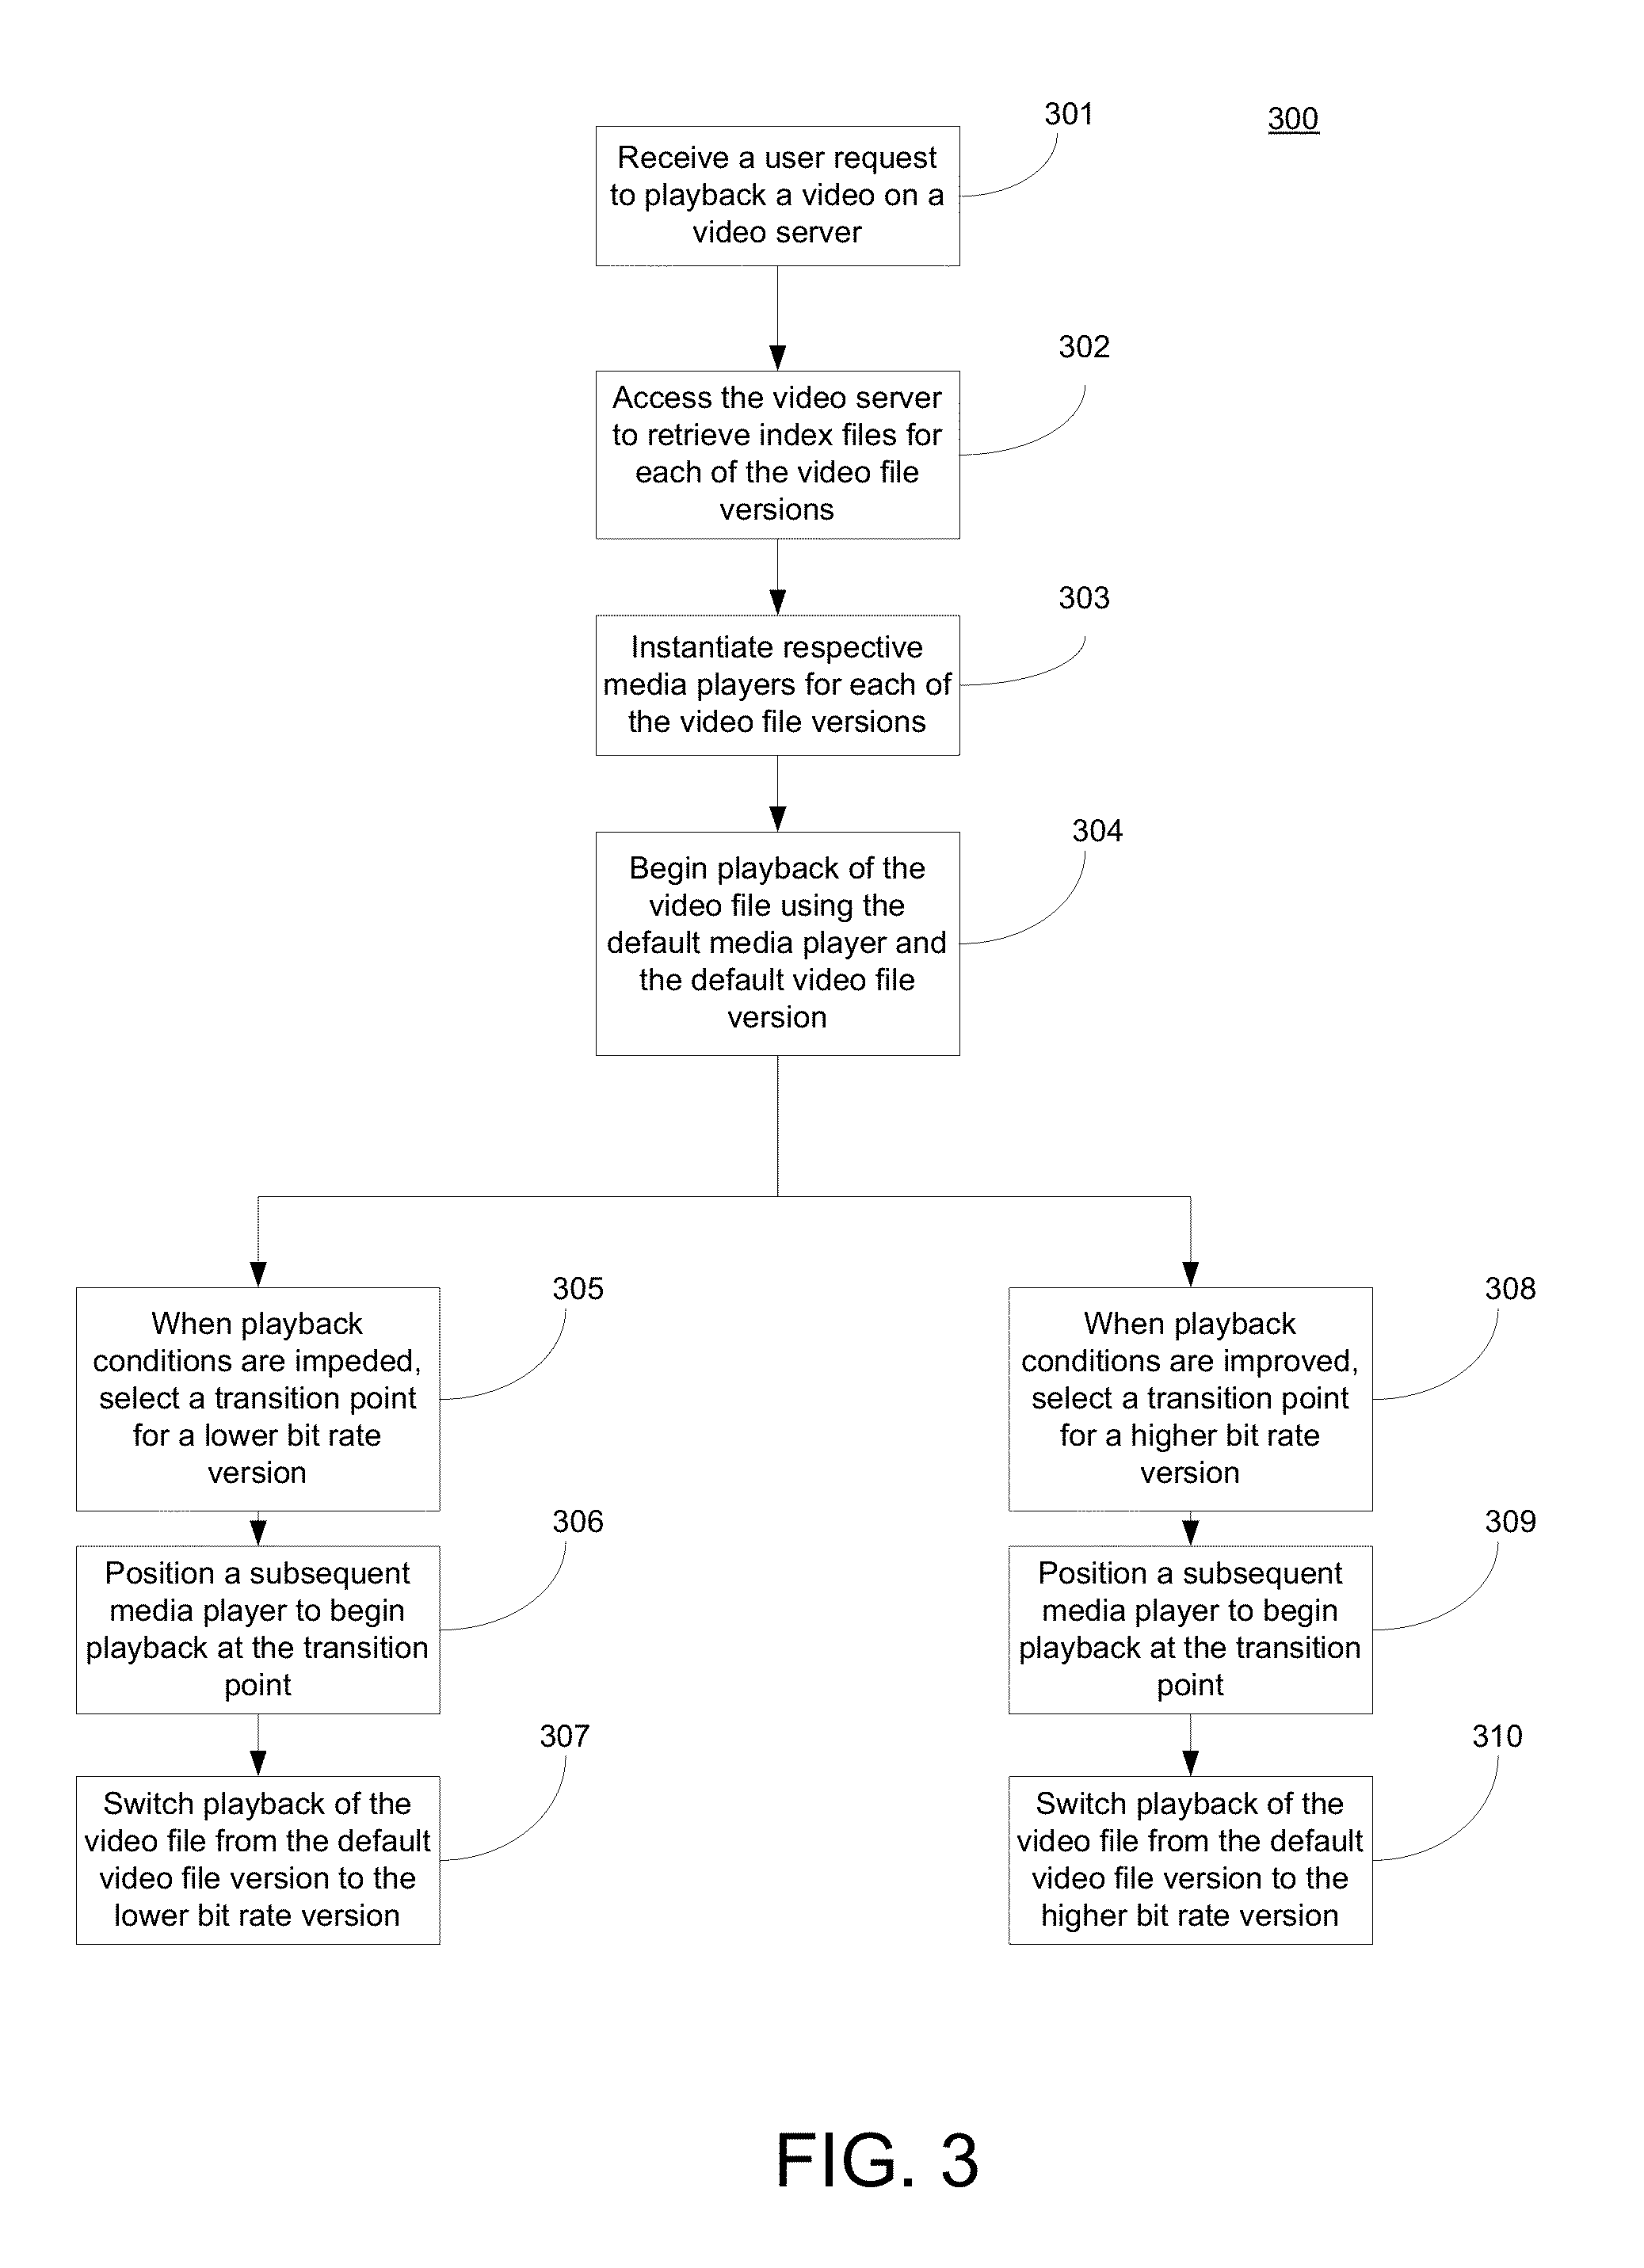 300
301
Receive a user request
to playback a video on a
video server
302
Access the video server
to retrieve index files for
each of the video file
versions
303
Instantiate respective
media players for each of
the video file versions
304
Begin playback of the
video file using the
default media player and
the default video file
version
305
When playback
conditions are impeded,
select a transition point
for a lower bit rate
version
306
Position a subsequent
media player to begin
playback at the transition
point
307
Switch playback of the
video file from the default
video file version to the
lower bit rate version
308
When playback
conditions are improved,
select a transition point
for a higher bit rate
version
309
Position a subsequent
media player to begin
playback at the transition
point
310
Switch playback of the
video file from the default
video file version to the
higher bit rate version
FIG. 3